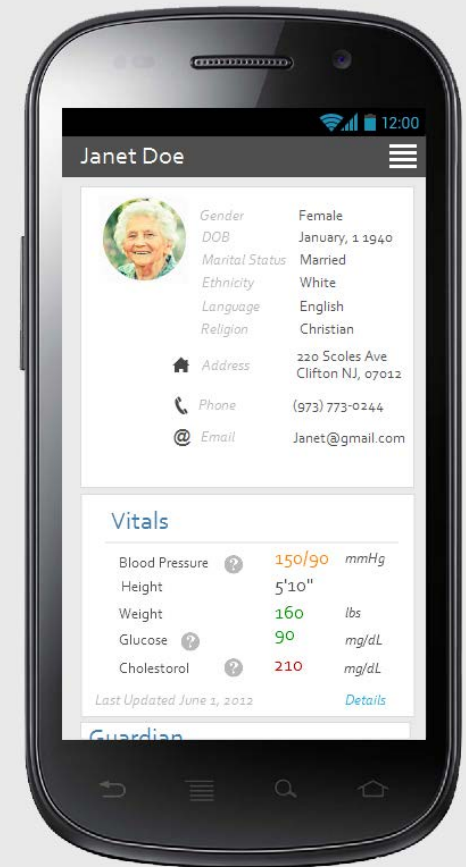 12:00
Janet Doe
Gender Female
DOB January, 1 1940
Marital Status Married
Ethnicity White
Language English
Religion Christian
Address 220 Scoles Ave
Clifton NJ, 07012
Phone (973) 773-0244
@ Email Janet@gmail.com
Vitals
Blood Pressure ? 150/90 mmHg
Height 5'10"
Weight 160 lbs
Glucose ? 90 mg/dL
Cholestorol ? 210 mg/dL
Last Updated June 1, 2012 Details
Guardian